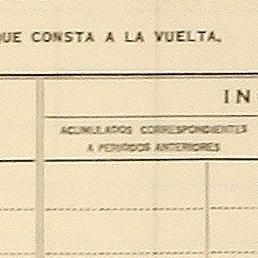 QUE CONSTA A LA VUELTA.
IN
ACUMULADOS CORRESPONDIENTES
A PERIODOS ANTERIORES